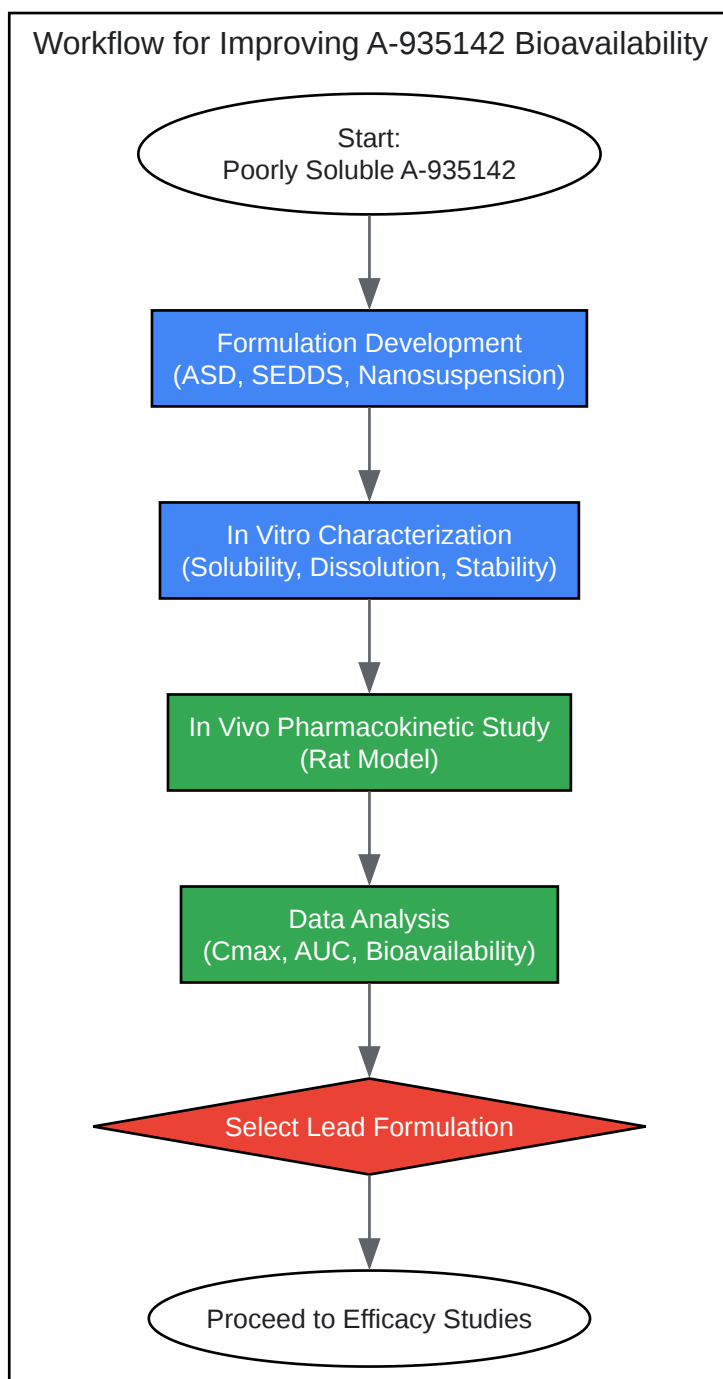 Workflow for Improving A-935142 Bioavailability
Start:
Poorly Soluble A-935142
Formulation Development
(ASD, SEDDS, Nanosuspension)
In Vitro Characterization
(Solubility, Dissolution, Stability)
In Vivo Pharmacokinetic Study
(Rat Model)
Data Analysis
(Cmax, AUC, Bioavailability)
Select Lead Formulation
Proceed to Efficacy Studies